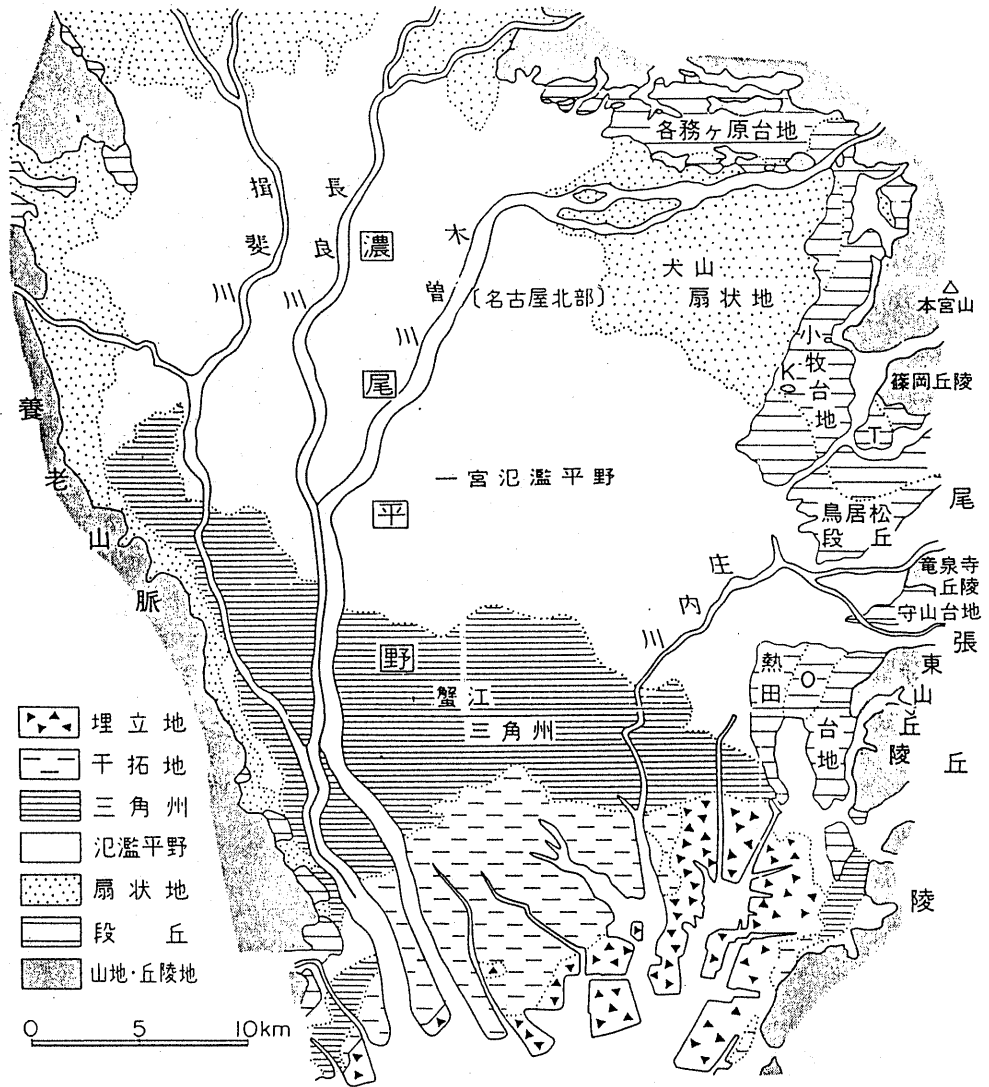 各務ヶ原台地
揖斐川
長良川
木曽川
濃尾平野
〔名古屋北部〕
犬山
扇状地
本宮山
小牧台地
K
篠岡丘陵
T
養老山脈
一宮氾濫平野
鳥居松
段丘
尾張丘陵
庄内川
竜泉寺
丘陵
守山台地
熱田
台地
O
東山丘陵
蟹江
三角州
埋立地
干拓地
三角州
氾濫平野
扇状地
段丘
山地・丘陵地
0 5 10km